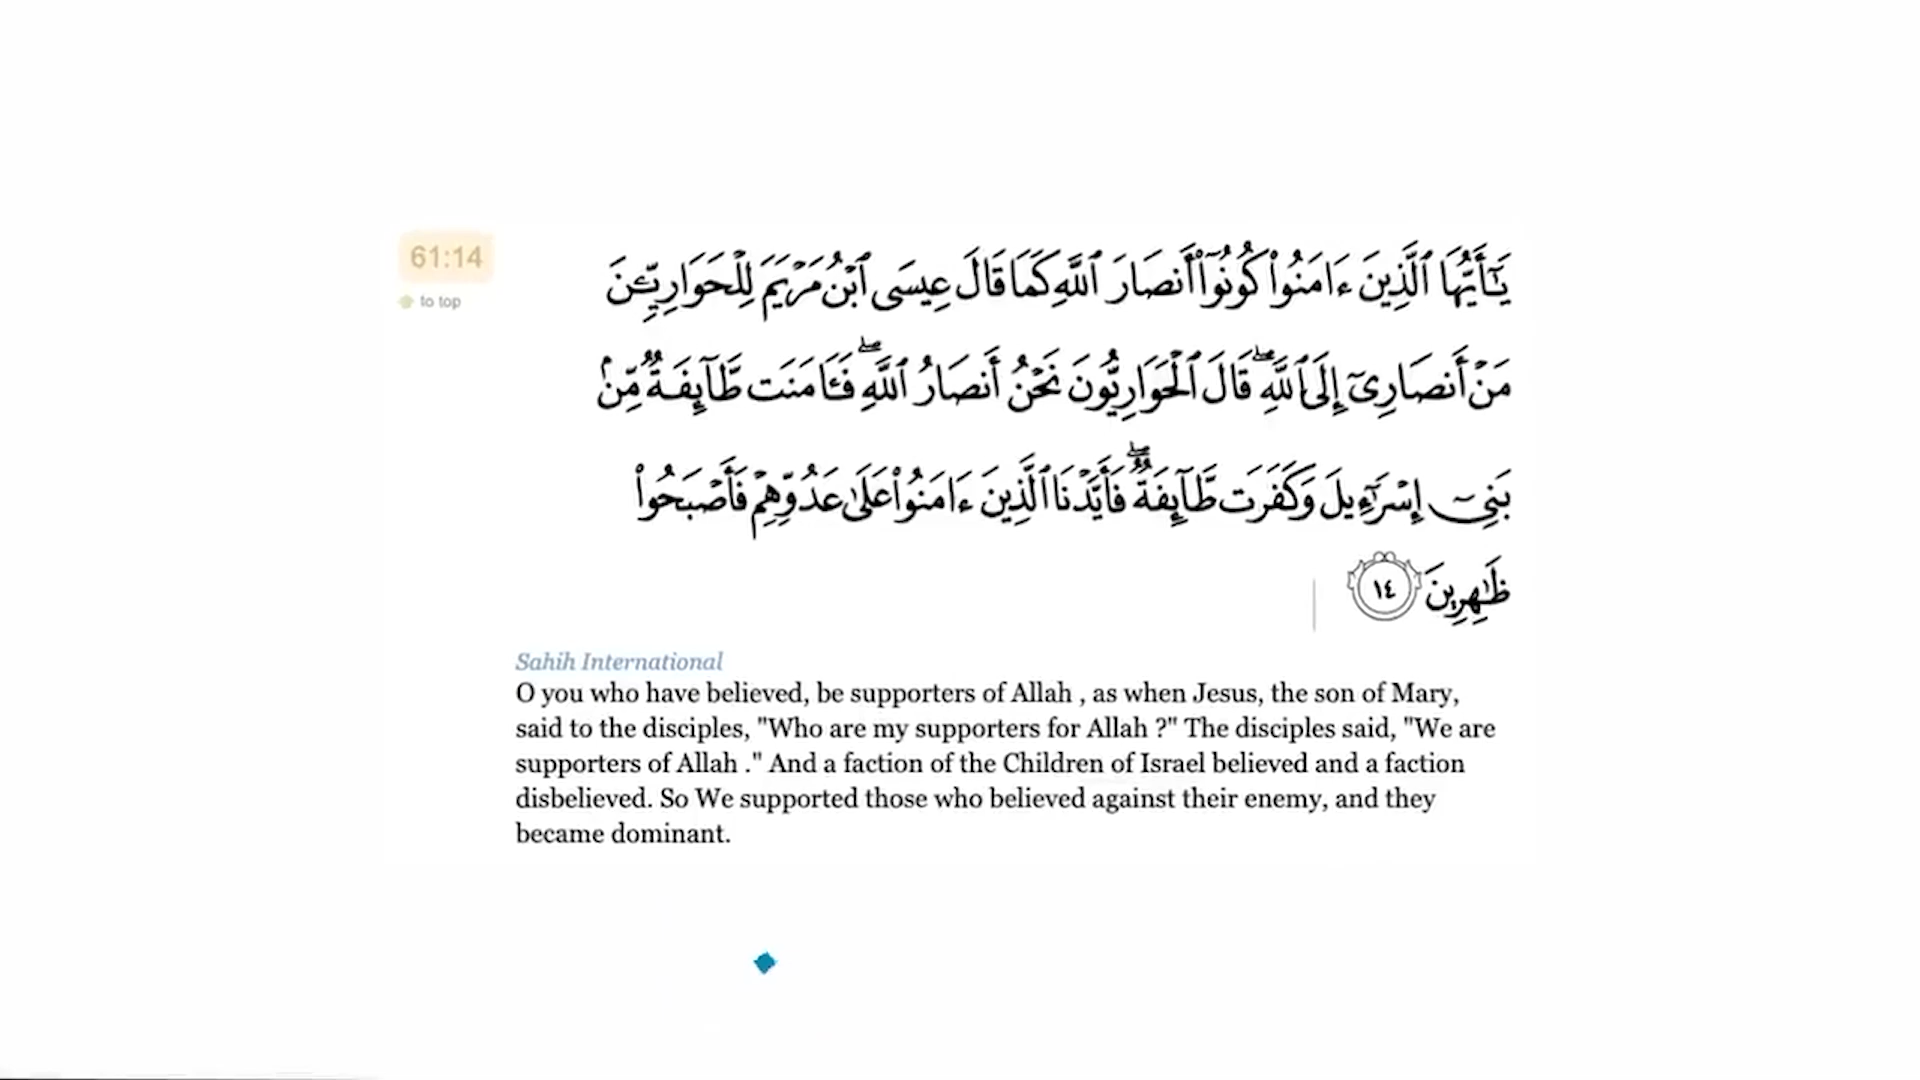 61:14
to top
يَٰٓأَيُّهَا ٱلَّذِينَ ءَامَنُوا۟ كُونُوٓا۟ أَنصَارَ ٱللَّهِ كَمَا قَالَ عِيسَى ٱبْنُ مَرْيَمَ لِلْحَوَارِيِّۦنَ
مَنْ أَنصَارِىٓ إِلَى ٱللَّهِ ۖ قَالَ ٱلْحَوَارِيُّونَ نَحْنُ أَنصَارُ ٱللَّهِ ۖ فَـَٔامَنَت طَّآئِفَةٌ مِّنۢ
بَنِىٓ إِسْرَٰٓءِيلَ وَكَفَرَت طَّآئِفَةٌ ۖ فَأَيَّدْنَا ٱلَّذِينَ ءَامَنُوا۟ عَلَىٰ عَدُوِّهِمْ فَأَصْبَحُوا۟
ظَٰهِرِينَ ١٤
Sahih International
O you who have believed, be supporters of Allah , as when Jesus, the son of Mary,
said to the disciples, "Who are my supporters for Allah ?" The disciples said, "We are
supporters of Allah ." And a faction of the Children of Israel believed and a faction
disbelieved. So We supported those who believed against their enemy, and they
became dominant.